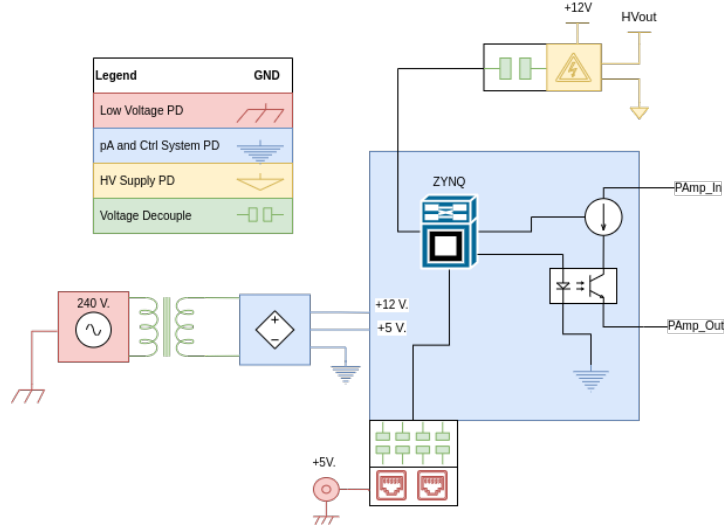 +12V
HVout
Legend GND
Low Voltage PD
pA and Ctrl System PD
HV Supply PD
Voltage Decouple
ZYNQ
PAmp_In
240 V.
+12 V.
+5 V.
PAmp_Out
+5V.